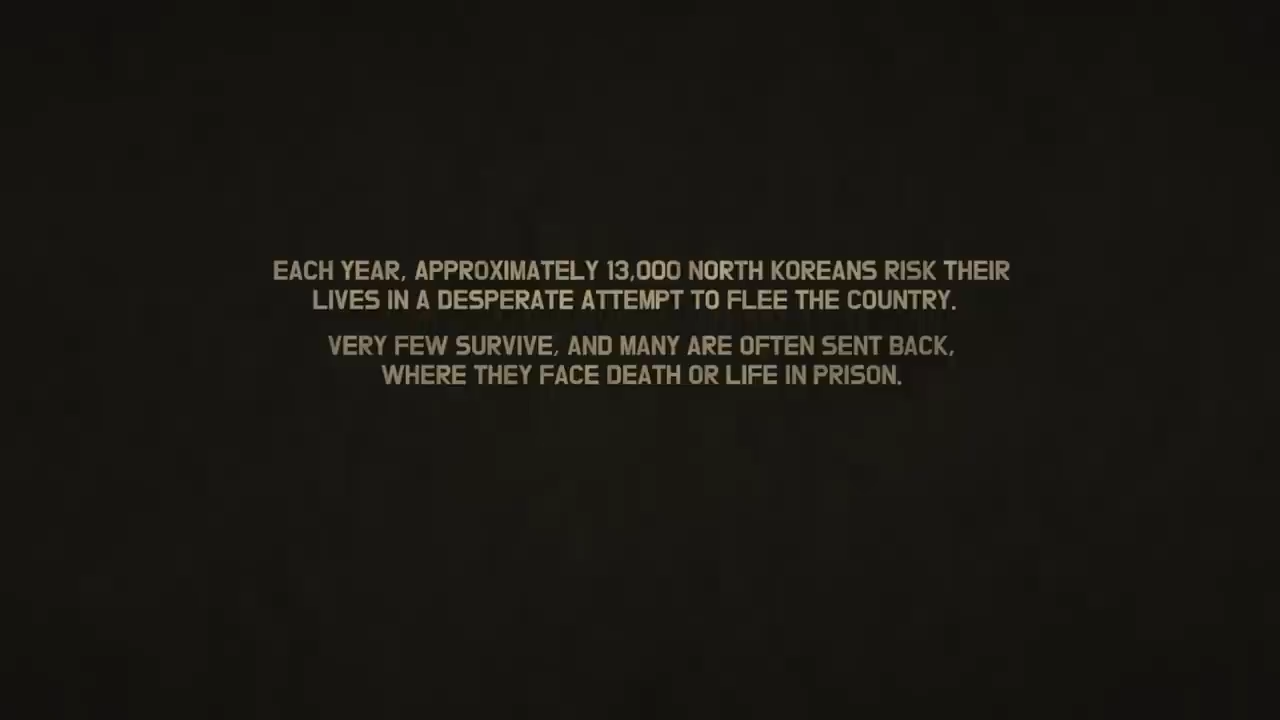 EACH YEAR, APPROXIMATELY 13,000 NORTH KOREANS RISK THEIR
LIVES IN A DESPERATE ATTEMPT TO FLEE THE COUNTRY.
VERY FEW SURVIVE, AND MANY ARE OFTEN SENT BACK,
WHERE THEY FACE DEATH OR LIFE IN PRISON.